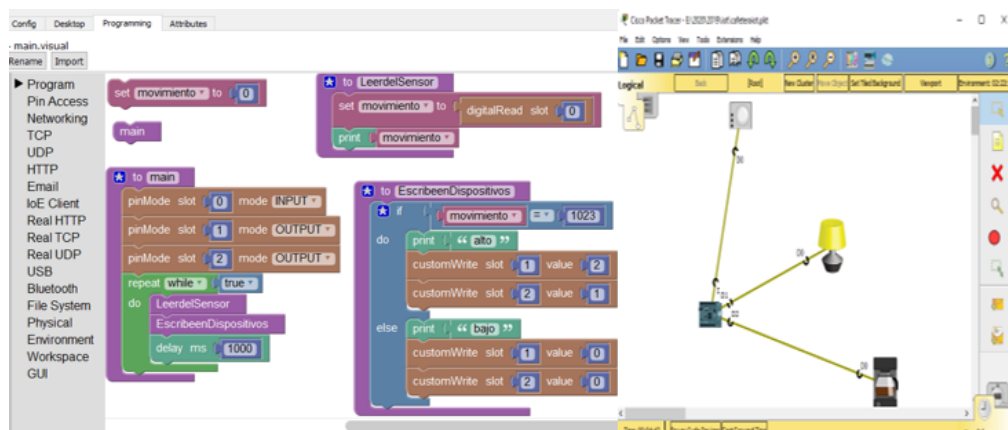 Config Desktop Programming Attributes
main.visual
Rename Import
Program
Pin Access
Networking
TCP
UDP
HTTP
Email
IoE Client
Real HTTP
Real TCP
Real UDP
USB
Bluetooth
File System
Physical
Environment
Workspace
GUI
set movimiento to 0
main
to main
pinMode slot 0 mode INPUT
pinMode slot 1 mode OUTPUT
pinMode slot 2 mode OUTPUT
repeat while true
do LeerdelSensor
EscribeenDispositivos
delay ms 1000
to LeerdelSensor
set movimiento to digitalRead slot 0
print movimiento
to EscribeenDispositivos
if movimiento = 1023
do print “ alto ”
customWrite slot 1 value 2
customWrite slot 2 value 1
else print “ bajo ”
customWrite slot 1 value 0
customWrite slot 2 value 0
Cisco Packet Tracer
File Edit Options View Tools Extensions Help
Logical Back [Root] New Cluster Move Object Set Tiled Background Viewport
D0
D0
D1
D2
D0